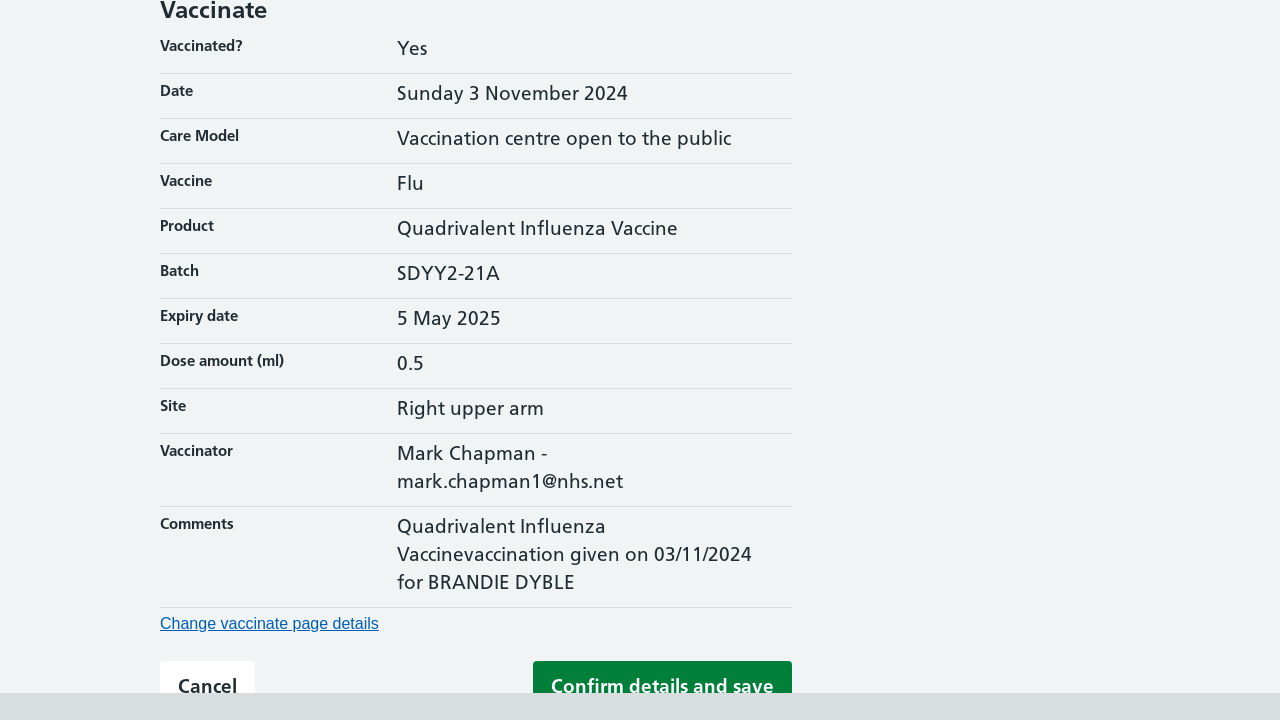 Vaccinate
Vaccinated? Yes
Date Sunday 3 November 2024
Care Model Vaccination centre open to the public
Vaccine Flu
Product Quadrivalent Influenza Vaccine
Batch SDYY2-21A
Expiry date 5 May 2025
Dose amount (ml) 0.5
Site Right upper arm
Vaccinator Mark Chapman -
mark.chapman1@nhs.net
Comments Quadrivalent Influenza
Vaccinevaccination given on 03/11/2024
for BRANDIE DYBLE
Change vaccinate page details
Cancel Confirm details and save